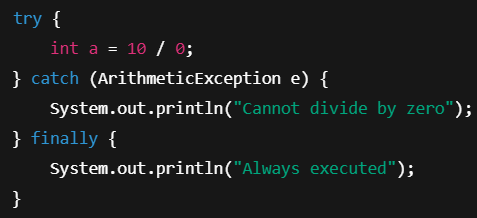 try {
    int a = 10 / 0;
} catch (ArithmeticException e) {
    System.out.println("Cannot divide by zero");
} finally {
    System.out.println("Always executed");
}